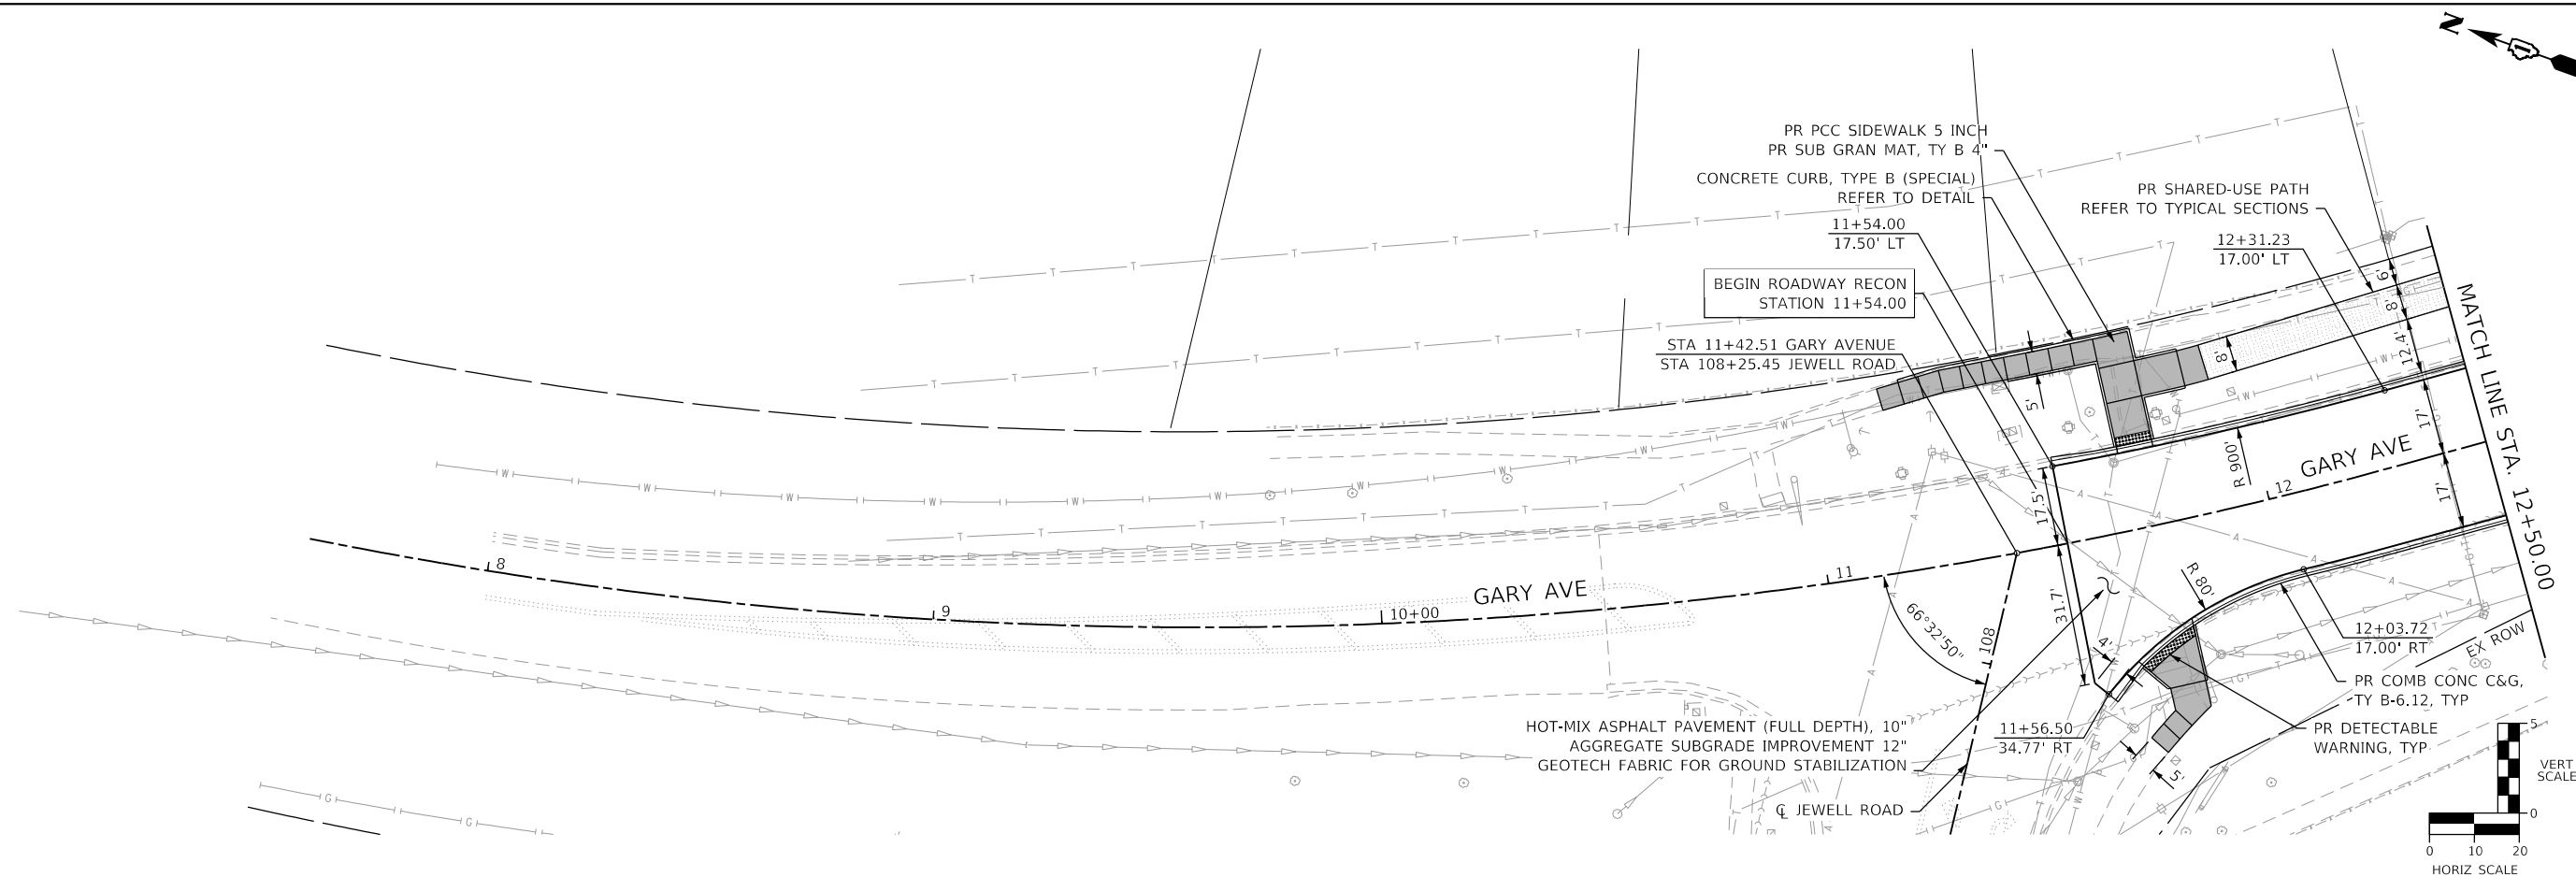 N
PR PCC SIDEWALK 5 INCH
PR SUB GRAN MAT, TY B 4"
CONCRETE CURB, TYPE B (SPECIAL)
REFER TO DETAIL
11+54.00
17.50' LT
BEGIN ROADWAY RECON
STATION 11+54.00
STA 11+42.51 GARY AVENUE
STA 108+25.45 JEWELL ROAD
PR SHARED-USE PATH
REFER TO TYPICAL SECTIONS
12+31.23
17.00' LT
6'
8'
12.4'
8'
5'
17'
17'
MATCH LINE STA. 12+50.00
R 900'
GARY AVE
12
17.5'
31.7'
8
9
10+00
GARY AVE
11
66°32'50"
108
R 80'
4'
12+03.72
17.00' RT
EX ROW
PR COMB CONC C&G,
TY B-6.12, TYP
PR DETECTABLE
WARNING, TYP
11+56.50
34.77' RT
5'
HOT-MIX ASPHALT PAVEMENT (FULL DEPTH), 10"
AGGREGATE SUBGRADE IMPROVEMENT 12"
GEOTECH FABRIC FOR GROUND STABILIZATION
℄ JEWELL ROAD
5
VERT
SCALE
0
0 10 20
HORIZ SCALE